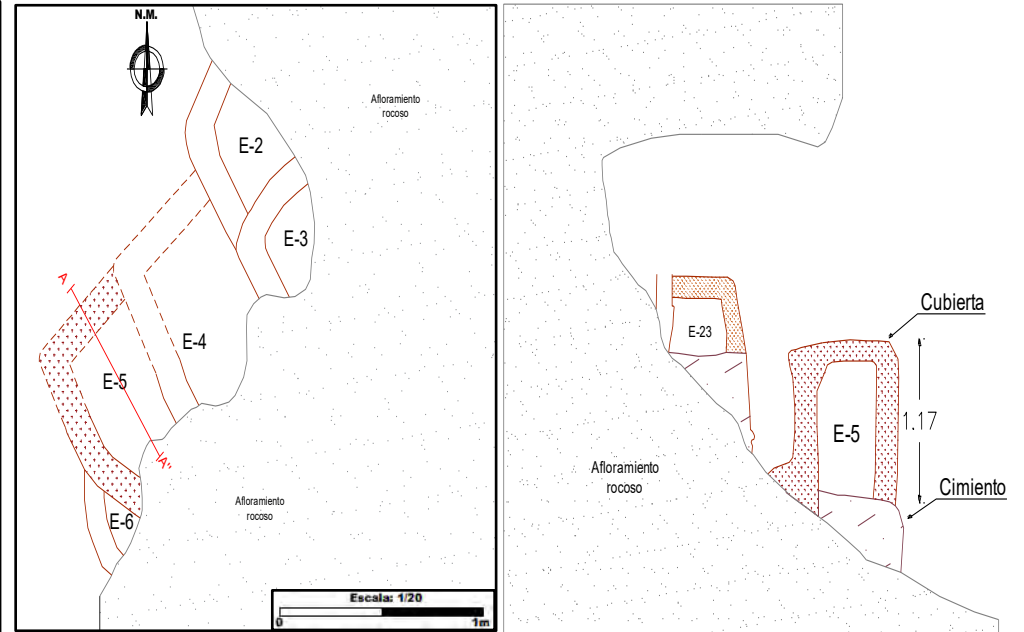 N.M.
Afloramiento
rocoso
E-2
E-3
A
E-4
E-5
A"
E-6
Afloramiento
rocoso
Escala: 1/20
0 1m
E-23
Cubierta
1.17
E-5
Afloramiento
rocoso
Cimiento